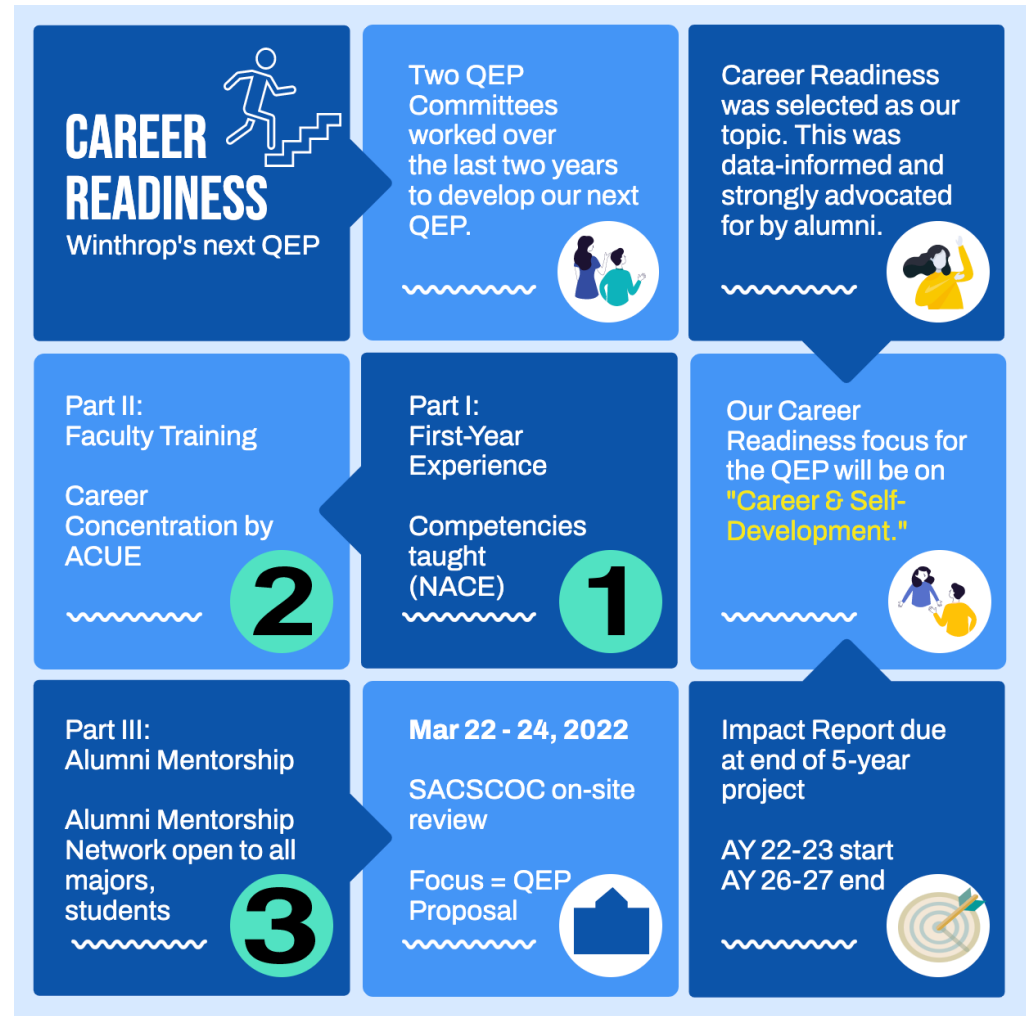 CAREER
READINESS
Winthrop's next QEP
Two QEP
Committees
worked over
the last two years
to develop our next
QEP.
Career Readiness
was selected as our
topic. This was
data-informed and
strongly advocated
for by alumni.
Our Career
Readiness focus for
the QEP will be on
"Career & Self-
Development."
Part I:
First-Year
Experience
Competencies
taught
(NACE)
1
Part II:
Faculty Training
Career
Concentration by
ACUE
2
Part III:
Alumni Mentorship
Alumni Mentorship
Network open to all
majors,
students
3
Mar 22 - 24, 2022
SACSCOC on-site
review
Focus = QEP
Proposal
Impact Report due
at end of 5-year
project
AY 22-23 start
AY 26-27 end